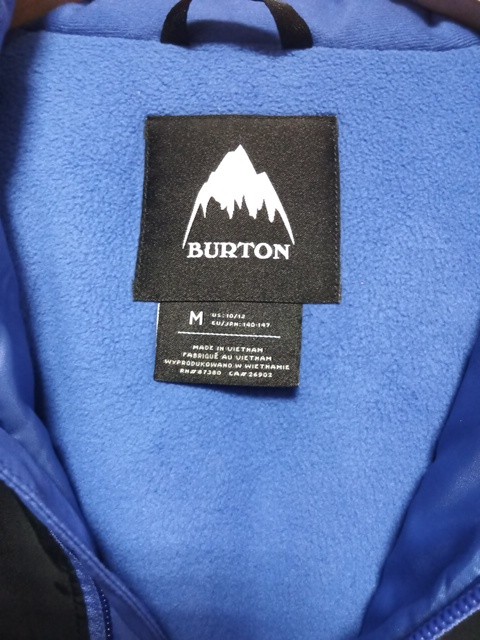 BURTON
M
US: 10/12
EU/JPN: 140-147
MADE IN VIETNAM
FABRIQUÉ AU VIETNAM
WYPRODUKOWANO W WIETNAMIE
RN# 87380 CA# 26902